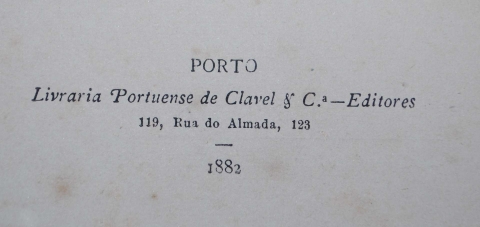 PORTO
Livraria Portuense de Clavel & C.ª—Editores
119, Rua do Almada, 123
1882